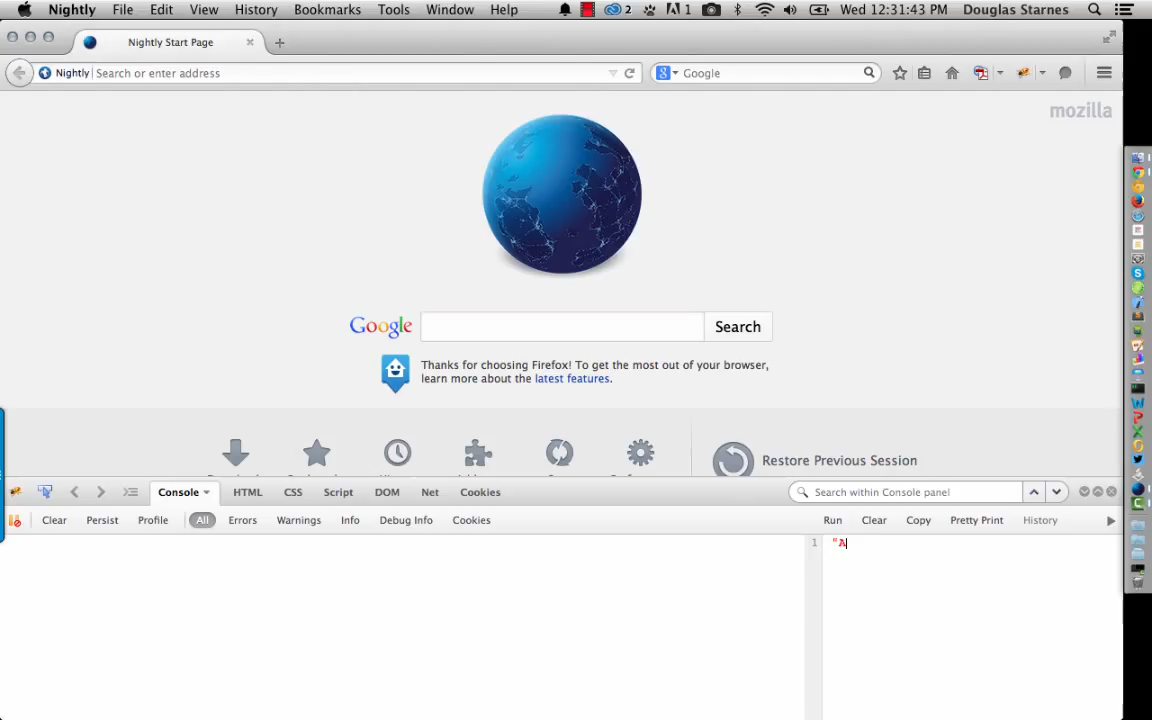 Nightly File Edit View History Bookmarks Tools Window Help 2 1 Wed 12:31:43 PM Douglas Starnes
Nightly Start Page
Nightly Search or enter address Google
mozilla
Google Search
Thanks for choosing Firefox! To get the most out of your browser,
learn more about the latest features.
Restore Previous Session
Console HTML CSS Script DOM Net Cookies Search within Console panel
Clear Persist Profile All Errors Warnings Info Debug Info Cookies Run Clear Copy Pretty Print History
1 "A